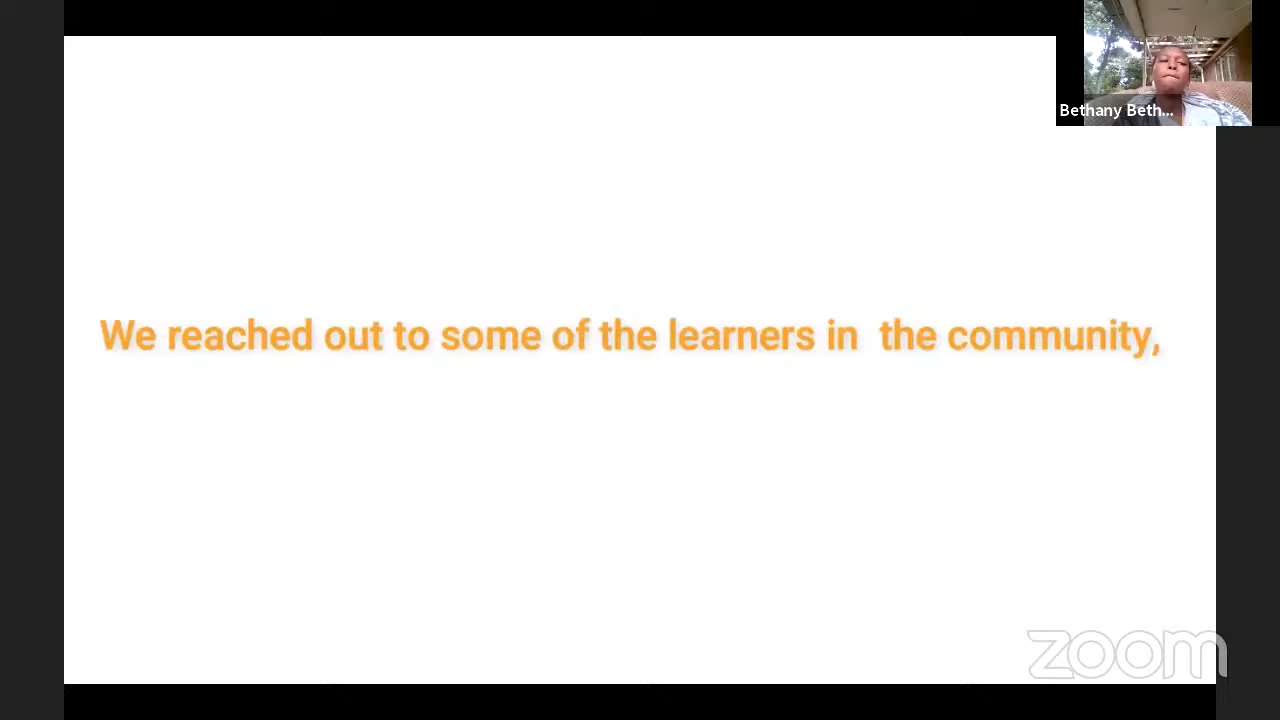 Bethany Beth...
We reached out to some of the learners in  the community,
zoom